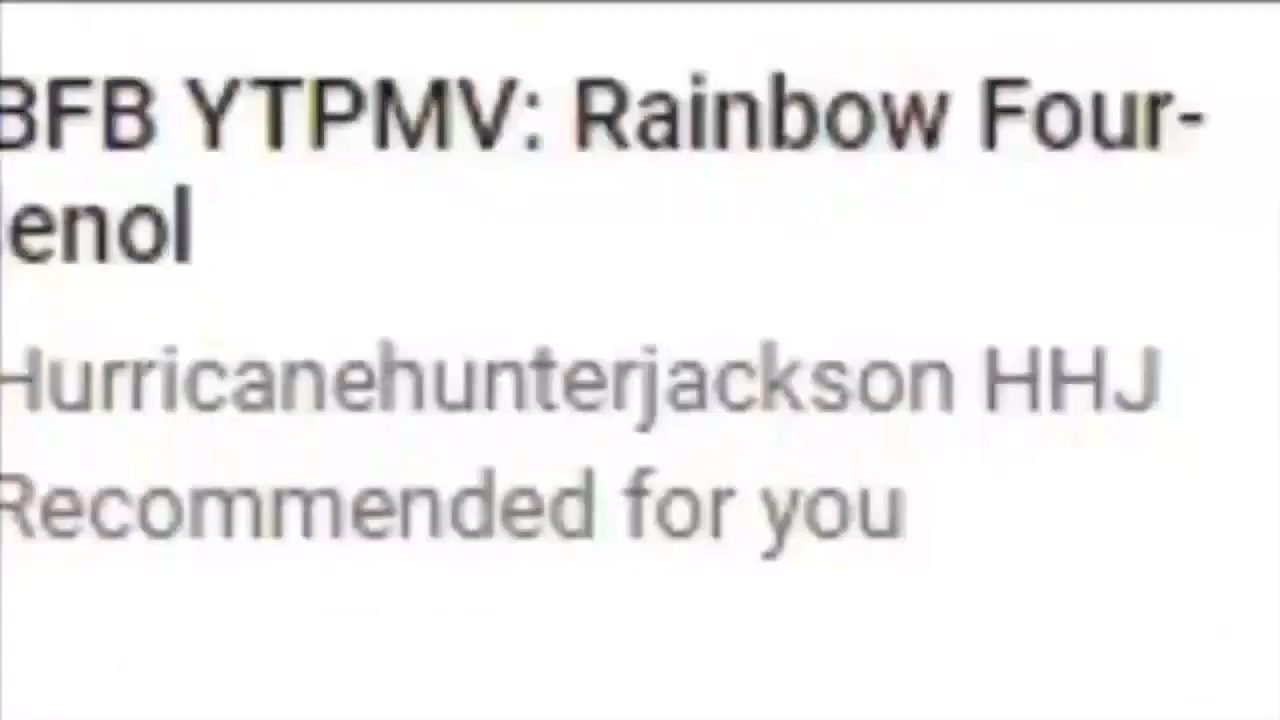 BFB YTPMV: Rainbow Four-
enol
Hurricanehunterjackson HHJ
Recommended for you